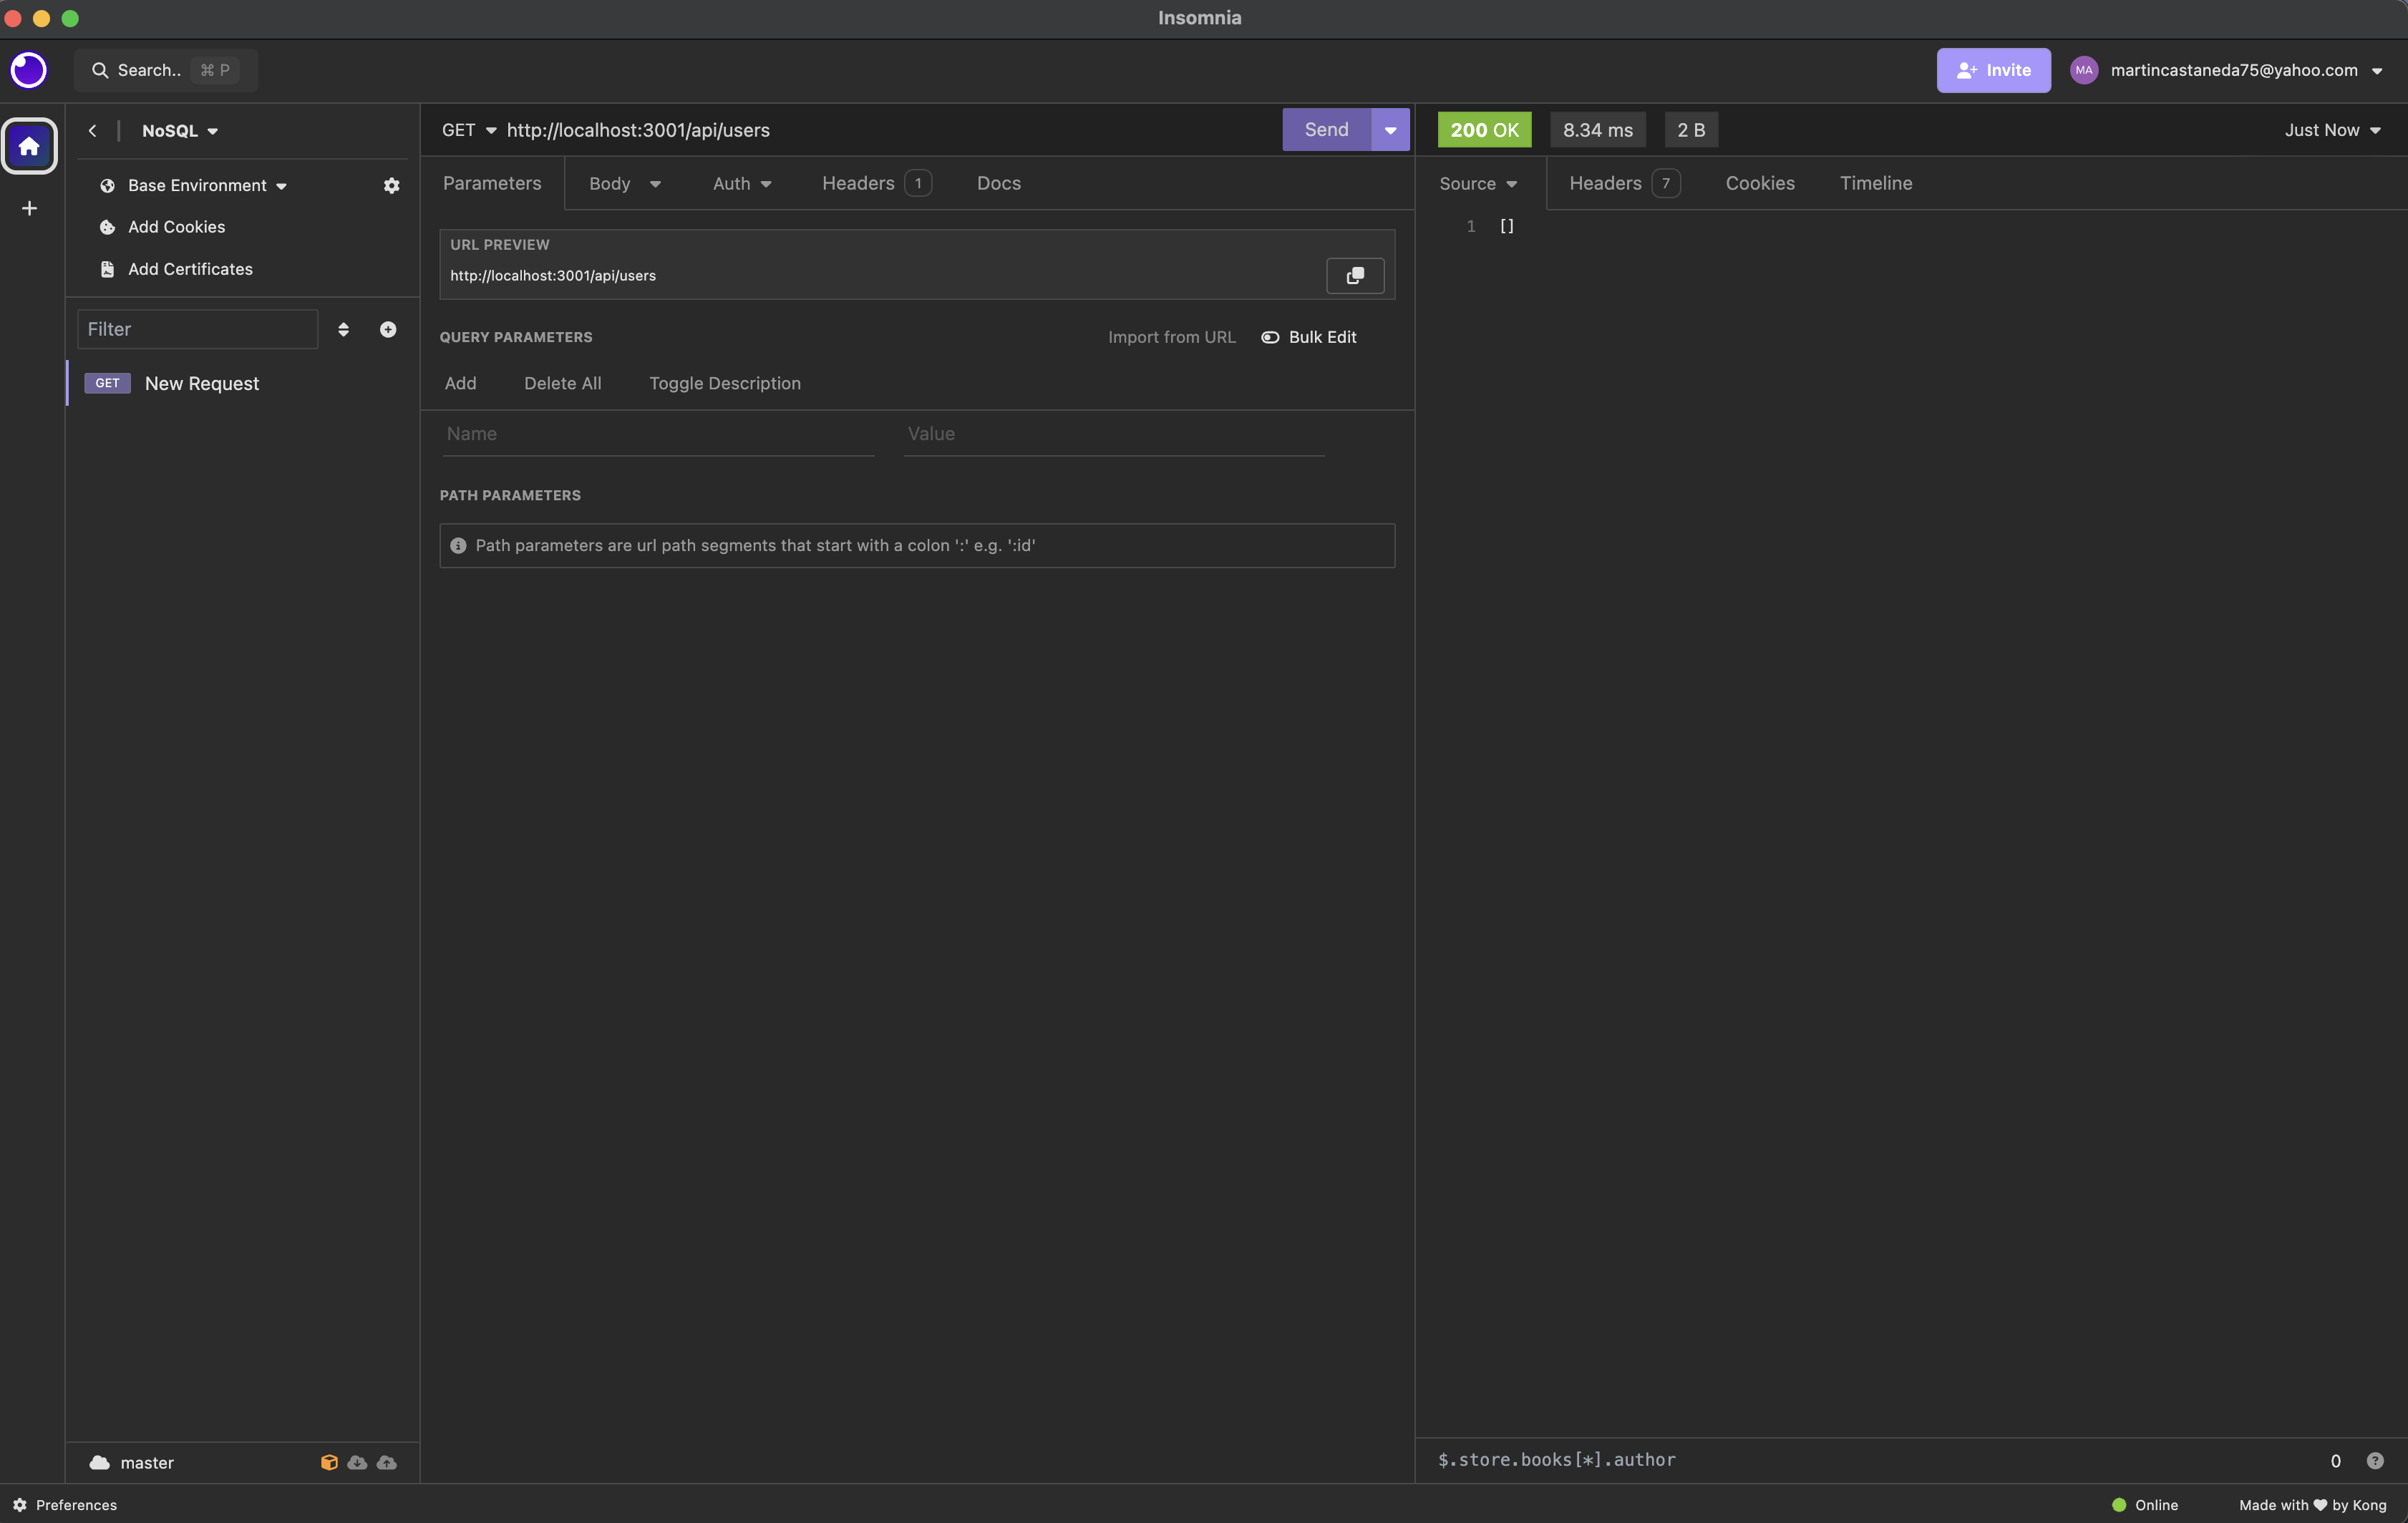 Insomnia
Search.. ⌘ P
Invite
MA martincastaneda75@yahoo.com
NoSQL
Base Environment
Add Cookies
Add Certificates
Filter
GET New Request
master
GET http://localhost:3001/api/users
Send
Parameters Body Auth Headers 1 Docs
URL PREVIEW
http://localhost:3001/api/users
QUERY PARAMETERS Import from URL Bulk Edit
Add Delete All Toggle Description
Name Value
PATH PARAMETERS
Path parameters are url path segments that start with a colon ':' e.g. ':id'
200 OK 8.34 ms 2 B Just Now
Source Headers 7 Cookies Timeline
1 []
$.store.books[*].author 0 ?
Preferences
Online Made with ♥ by Kong